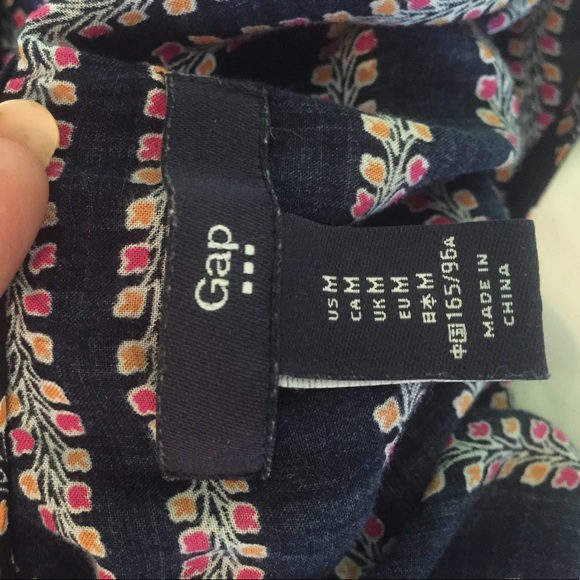 Gap
US M
CA M
UK M
EU M
日本 M
中国 165/96A
MADE IN
CHINA